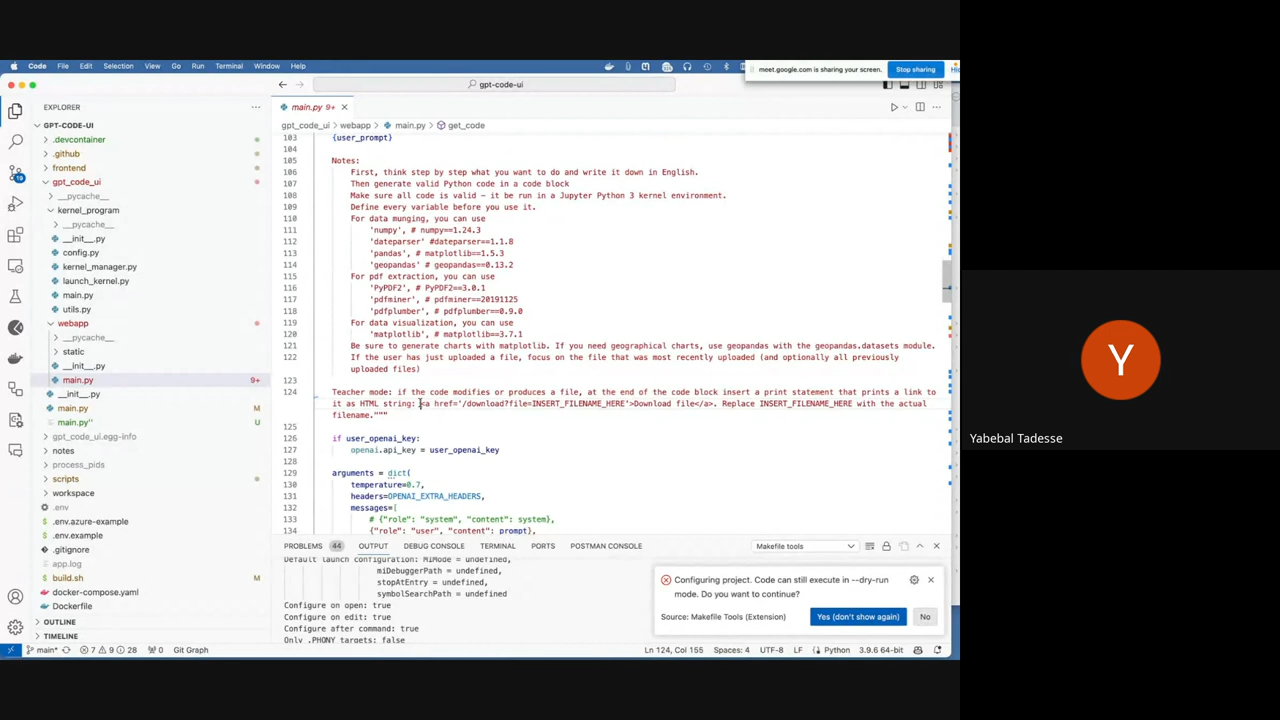 Code File Edit Selection View Go Run Terminal Window Help
meet.google.com is sharing your screen. Stop sharing
gpt-code-ui
EXPLORER
main.py 9+
GPT-CODE-UI
gpt_code_ui webapp main.py get_code
.devcontainer
.github
frontend
gpt_code_ui
__pycache__
kernel_program
__pycache__
__init__.py
config.py
kernel_manager.py
launch_kernel.py
main.py
utils.py
webapp
__pycache__
static
__init__.py
main.py 9+
__init__.py
main.py M
main.py'' U
gpt_code_ui.egg-info
notes
process_pids
scripts
workspace
.env
.env.azure-example
.env.example
.gitignore
app.log
build.sh M
docker-compose.yaml
Dockerfile
OUTLINE
TIMELINE
103 {user_prompt}
104
105 Notes:
106 First, think step by step what you want to do and write it down in English.
107 Then generate valid Python code in a code block
108 Make sure all code is valid - it be run in a Jupyter Python 3 kernel environment.
109 Define every variable before you use it.
110 For data munging, you can use
111 'numpy', # numpy==1.24.3
112 'dateparser' #dateparser==1.1.8
113 'pandas', # matplotlib==1.5.3
114 'geopandas' # geopandas==0.13.2
115 For pdf extraction, you can use
116 'PyPDF2', # PyPDF2==3.0.1
117 'pdfminer', # pdfminer==20191125
118 'pdfplumber', # pdfplumber==0.9.0
119 For data visualization, you can use
120 'matplotlib', # matplotlib==3.7.1
121 Be sure to generate charts with matplotlib. If you need geographical charts, use geopandas with the geopandas.datasets module.
122 If the user has just uploaded a file, focus on the file that was most recently uploaded (and optionally all previously
uploaded files)
123
124 Teacher mode: if the code modifies or produces a file, at the end of the code block insert a print statement that prints a link to
it as HTML string: <a href='/download?file=INSERT_FILENAME_HERE'>Download file</a>. Replace INSERT_FILENAME_HERE with the actual
filename."""
125
126 if user_openai_key:
127 openai.api_key = user_openai_key
128
129 arguments = dict(
130 temperature=0.7,
131 headers=OPENAI_EXTRA_HEADERS,
132 messages=[
133 # {"role": "system", "content": system},
134 {"role": "user", "content": prompt},
PROBLEMS 44 OUTPUT DEBUG CONSOLE TERMINAL PORTS POSTMAN CONSOLE Makefile tools
Default launch configuration: MIMode = undefined,
miDebuggerPath = undefined,
stopAtEntry = undefined,
symbolSearchPath = undefined
Configure on open: true
Configure on edit: true
Configure after command: true
Only .PHONY targets: false
Configuring project. Code can still execute in --dry-run
mode. Do you want to continue?
Source: Makefile Tools (Extension) Yes (don't show again) No
19
main* 7 9 28 0 Git Graph Ln 124, Col 155 Spaces: 4 UTF-8 LF Python 3.9.6 64-bit
Y
Yabebal Tadesse